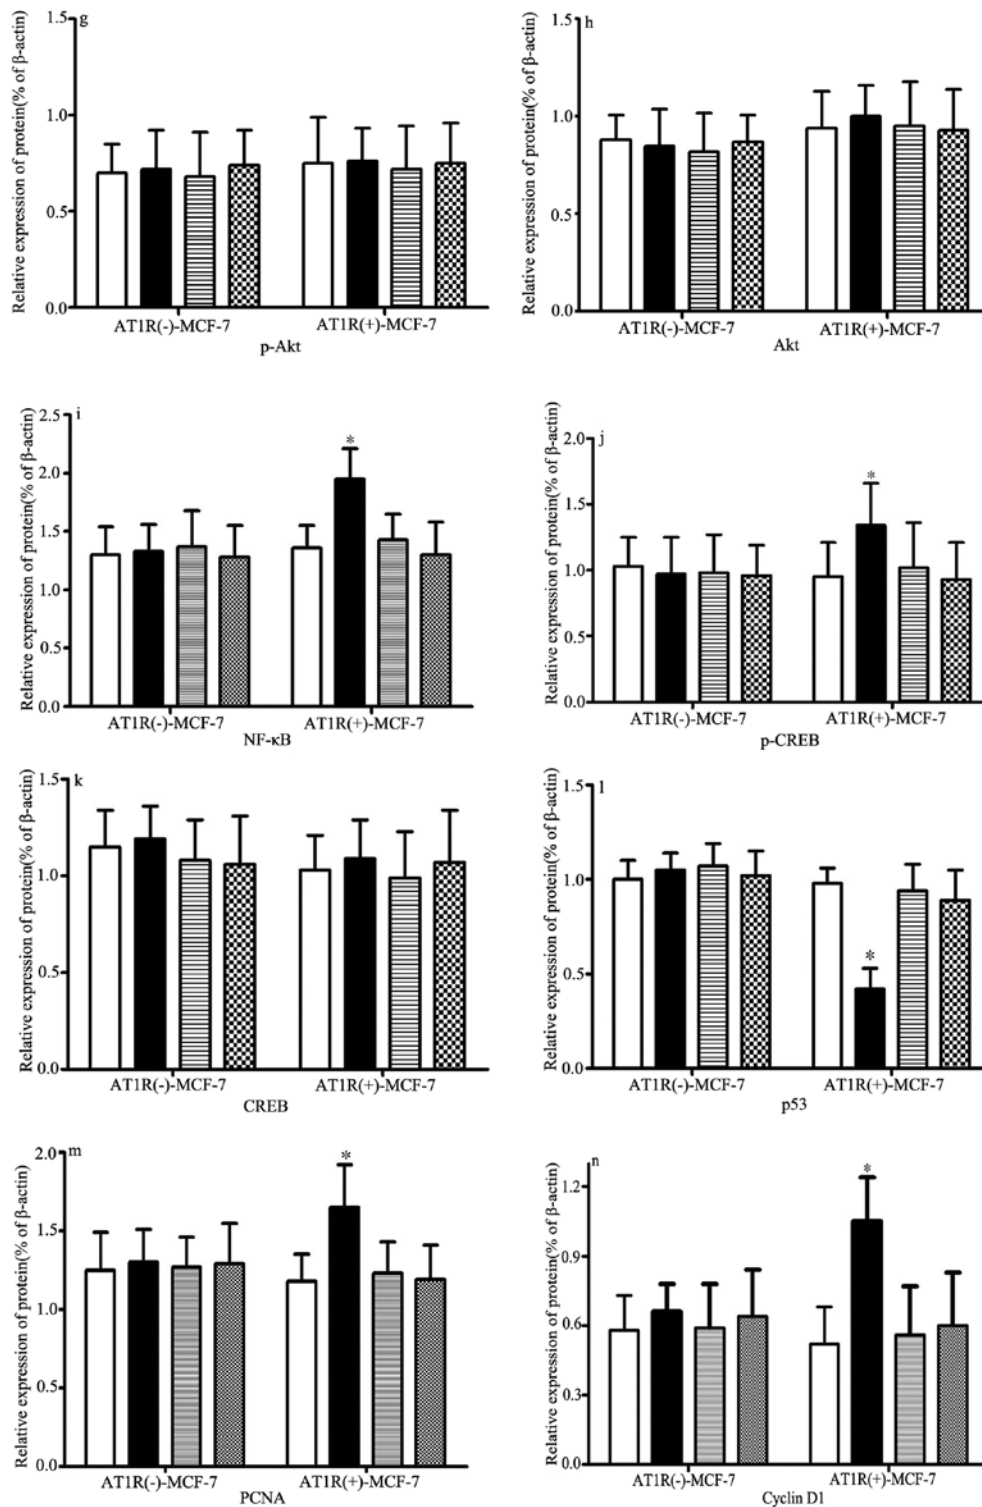 g
Relative expression of protein(% of β-actin)
1.5
1.0
0.5
0.0
AT1R(-)-MCF-7 AT1R(+)-MCF-7
p-Akt
h
Relative expression of protein(% of β-actin)
1.5
1.0
0.5
0.0
AT1R(-)-MCF-7 AT1R(+)-MCF-7
Akt
i
Relative expression of protein(% of β-actin)
2.5
2.0
1.5
1.0
0.5
0.0
*
AT1R(-)-MCF-7 AT1R(+)-MCF-7
NF-κB
j
Relative expression of protein(% of β-actin)
2.0
1.5
1.0
0.5
0.0
*
AT1R(-)-MCF-7 AT1R(+)-MCF-7
p-CREB
k
Relative expression of protein(% of β-actin)
1.5
1.0
0.5
0.0
AT1R(-)-MCF-7 AT1R(+)-MCF-7
CREB
l
Relative expression of protein(% of β-actin)
1.5
1.0
0.5
0.0
*
AT1R(-)-MCF-7 AT1R(+)-MCF-7
p53
m
Relative expression of protein(% of β-actin)
2.0
1.5
1.0
0.5
0.0
*
AT1R(-)-MCF-7 AT1R(+)-MCF-7
PCNA
n
Relative expression of protein(% of β-actin)
1.2
0.9
0.6
0.3
0.0
*
AT1R(-)-MCF-7 AT1R(+)-MCF-7
Cyclin D1